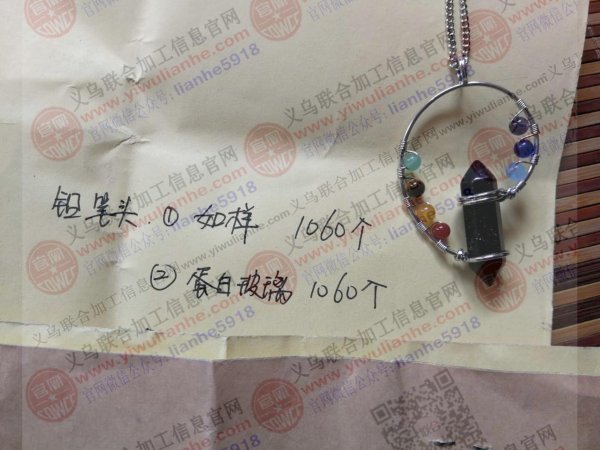 铅笔头 ① 如样 1060个
② 蛋白玻璃 1060个
义乌联合加工信息官网
www.yiwulianhe.com
官网微信公众号: lianhe5918